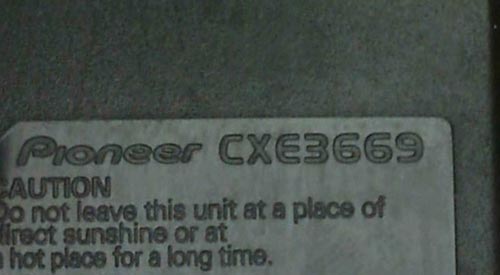 Pioneer CXE3669
CAUTION
Do not leave this unit at a place of
direct sunshine or at
a hot place for a long time.